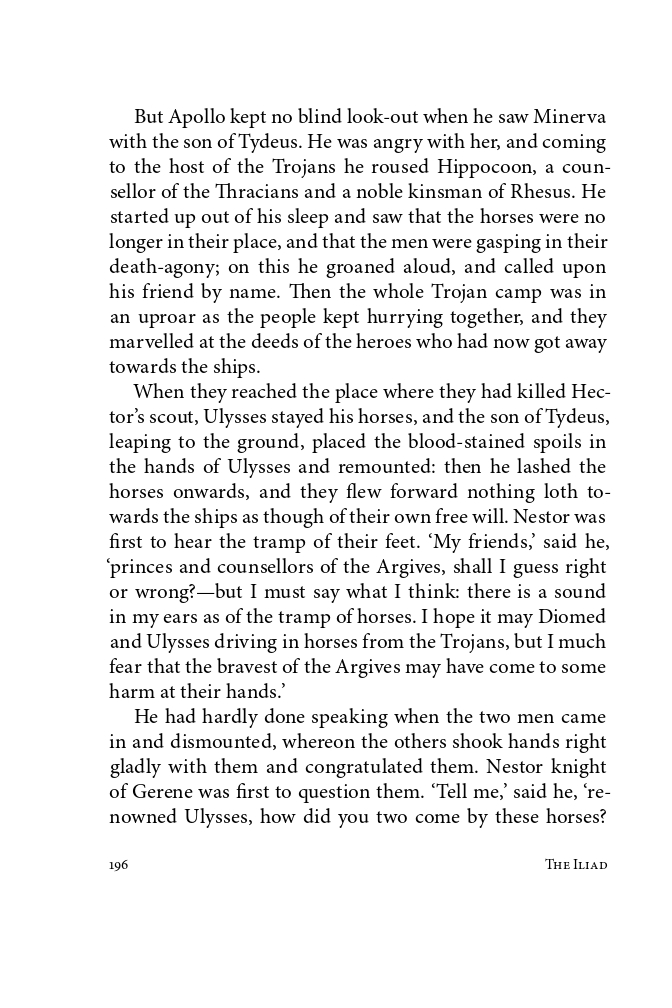 But Apollo kept no blind look-out when he saw Minerva
with the son of Tydeus. He was angry with her, and coming
to the host of the Trojans he roused Hippocoon, a coun-
sellor of the Thracians and a noble kinsman of Rhesus. He
started up out of his sleep and saw that the horses were no
longer in their place, and that the men were gasping in their
death-agony; on this he groaned aloud, and called upon
his friend by name. Then the whole Trojan camp was in
an uproar as the people kept hurrying together, and they
marvelled at the deeds of the heroes who had now got away
towards the ships.
When they reached the place where they had killed Hec-
tor’s scout, Ulysses stayed his horses, and the son of Tydeus,
leaping to the ground, placed the blood-stained spoils in
the hands of Ulysses and remounted: then he lashed the
horses onwards, and they flew forward nothing loth to-
wards the ships as though of their own free will. Nestor was
first to hear the tramp of their feet. ‘My friends,’ said he,
‘princes and counsellors of the Argives, shall I guess right
or wrong?—but I must say what I think: there is a sound
in my ears as of the tramp of horses. I hope it may Diomed
and Ulysses driving in horses from the Trojans, but I much
fear that the bravest of the Argives may have come to some
harm at their hands.’
He had hardly done speaking when the two men came
in and dismounted, whereon the others shook hands right
gladly with them and congratulated them. Nestor knight
of Gerene was first to question them. ‘Tell me,’ said he, ‘re-
nowned Ulysses, how did you two come by these horses?
196 The Iliad